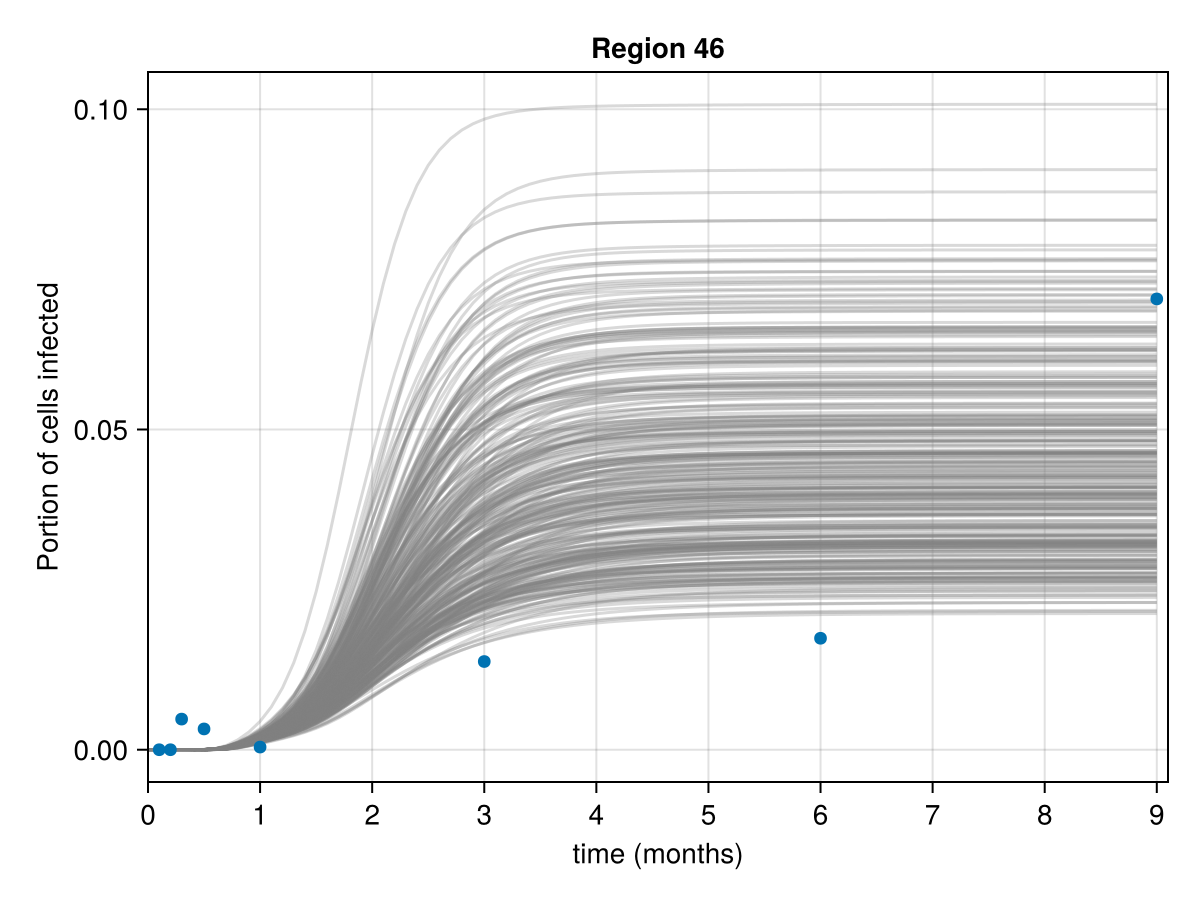 Region 46
Portion of cells infected
0.10
0.05
0.00
0 1 2 3 4 5 6 7 8 9
time (months)